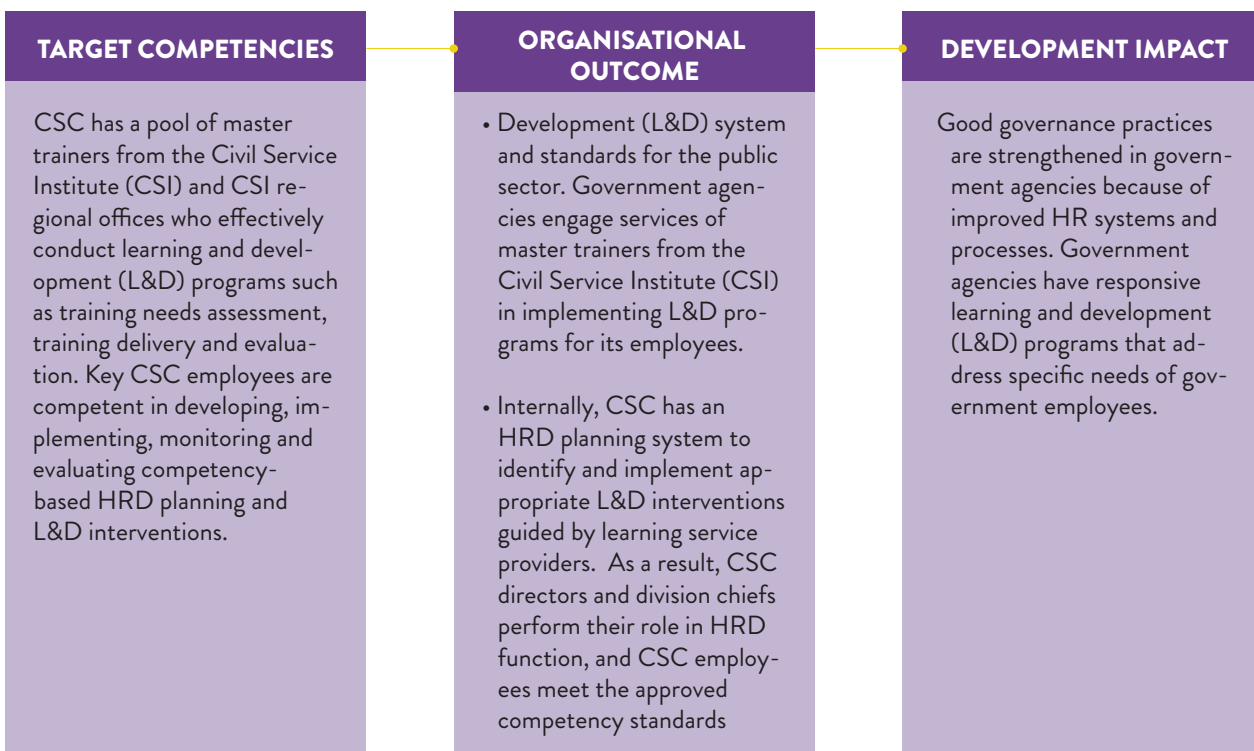 TARGET COMPETENCIES
CSC has a pool of master
trainers from the Civil Service
Institute (CSI) and CSI re-
gional offices who effectively
conduct learning and devel-
opment (L&D) programs such
as training needs assessment,
training delivery and evalua-
tion. Key CSC employees are
competent in developing, im-
plementing, monitoring and
evaluating competency-
based HRD planning and
L&D interventions.
ORGANISATIONAL
OUTCOME
• Development (L&D) system
and standards for the public
sector. Government agen-
cies engage services of
master trainers from the
Civil Service Institute (CSI)
in implementing L&D pro-
grams for its employees.
• Internally, CSC has an
HRD planning system to
identify and implement ap-
propriate L&D interventions
guided by learning service
providers.  As a result, CSC
directors and division chiefs
perform their role in HRD
function, and CSC employ-
ees meet the approved
competency standards
DEVELOPMENT IMPACT
Good governance practices
are strengthened in govern-
ment agencies because of
improved HR systems and
processes. Government
agencies have responsive
learning and development
(L&D) programs that ad-
dress specific needs of gov-
ernment employees.